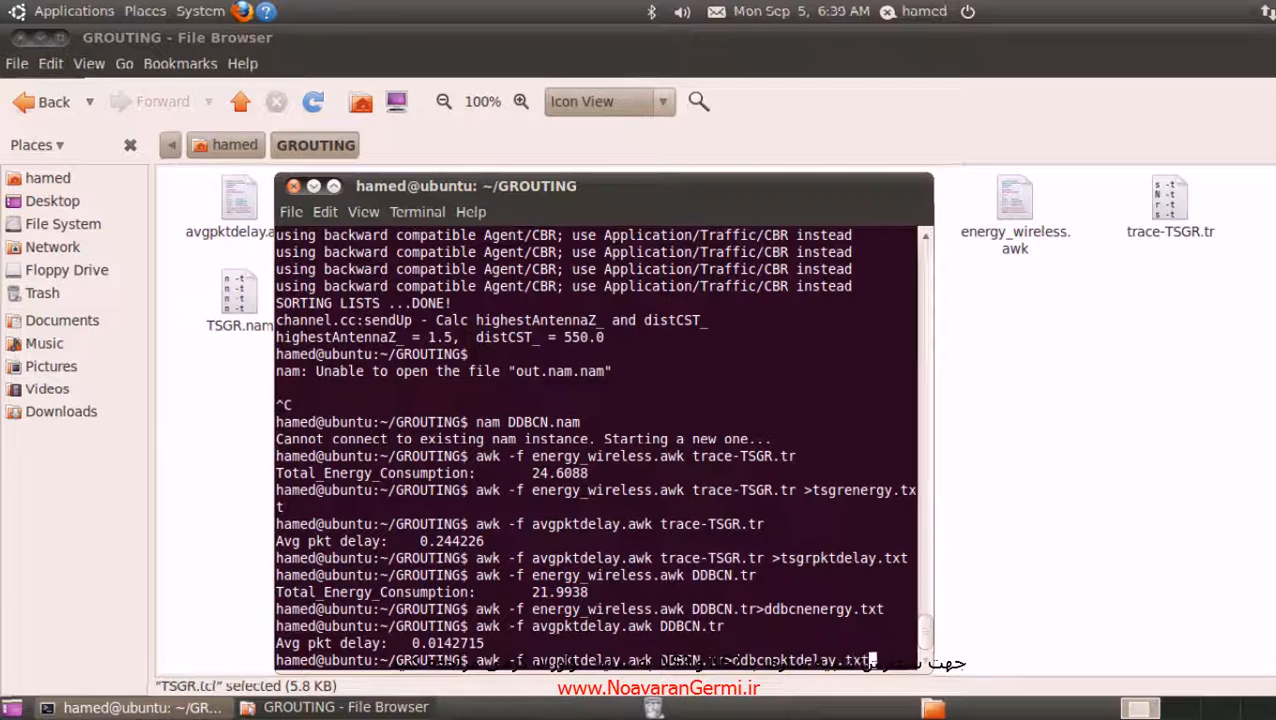 Applications Places System Mon Sep 5, 6:39 AM hamed
GROUTING - File Browser
File Edit View Go Bookmarks Help
Back Forward 100% Icon View
Places hamed GROUTING
hamed
Desktop
File System
Network
Floppy Drive
Trash
Documents
Music
Pictures
Videos
Downloads
avgpktdelay.a
energy_wireless.
awk
trace-TSGR.tr
TSGR.nam
s -t
N -t
r -t
s -t
n -t
n -t
n -t
n -t
hamed@ubuntu: ~/GROUTING
File Edit View Terminal Help
using backward compatible Agent/CBR; use Application/Traffic/CBR instead
using backward compatible Agent/CBR; use Application/Traffic/CBR instead
using backward compatible Agent/CBR; use Application/Traffic/CBR instead
using backward compatible Agent/CBR; use Application/Traffic/CBR instead
SORTING LISTS ...DONE!
channel.cc:sendUp - Calc highestAntennaZ_ and distCST_
highestAntennaZ_ = 1.5, distCST_ = 550.0
hamed@ubuntu:~/GROUTING$
nam: Unable to open the file "out.nam.nam"
^C
hamed@ubuntu:~/GROUTING$ nam DDBCN.nam
Cannot connect to existing nam instance. Starting a new one...
hamed@ubuntu:~/GROUTING$ awk -f energy_wireless.awk trace-TSGR.tr
Total_Energy_Consumption: 24.6088
hamed@ubuntu:~/GROUTING$ awk -f energy_wireless.awk trace-TSGR.tr >tsgrenergy.tx
t
hamed@ubuntu:~/GROUTING$ awk -f avgpktdelay.awk trace-TSGR.tr
Avg pkt delay: 0.244226
hamed@ubuntu:~/GROUTING$ awk -f avgpktdelay.awk trace-TSGR.tr >tsgrpktdelay.txt
hamed@ubuntu:~/GROUTING$ awk -f energy_wireless.awk DDBCN.tr
Total_Energy_Consumption: 21.9938
hamed@ubuntu:~/GROUTING$ awk -f energy_wireless.awk DDBCN.tr>ddbcnenergy.txt
hamed@ubuntu:~/GROUTING$ awk -f avgpktdelay.awk DDBCN.tr
Avg pkt delay: 0.0142715
hamed@ubuntu:~/GROUTING$ awk -f avgpktdelay.awk DDBCN.tr>ddbcnpktdelay.txt
جهت
"TSGR.tcl" selected (5.8 KB)
www.NoavaranGermi.ir
hamed@ubuntu: ~/GR... GROUTING - File Browser